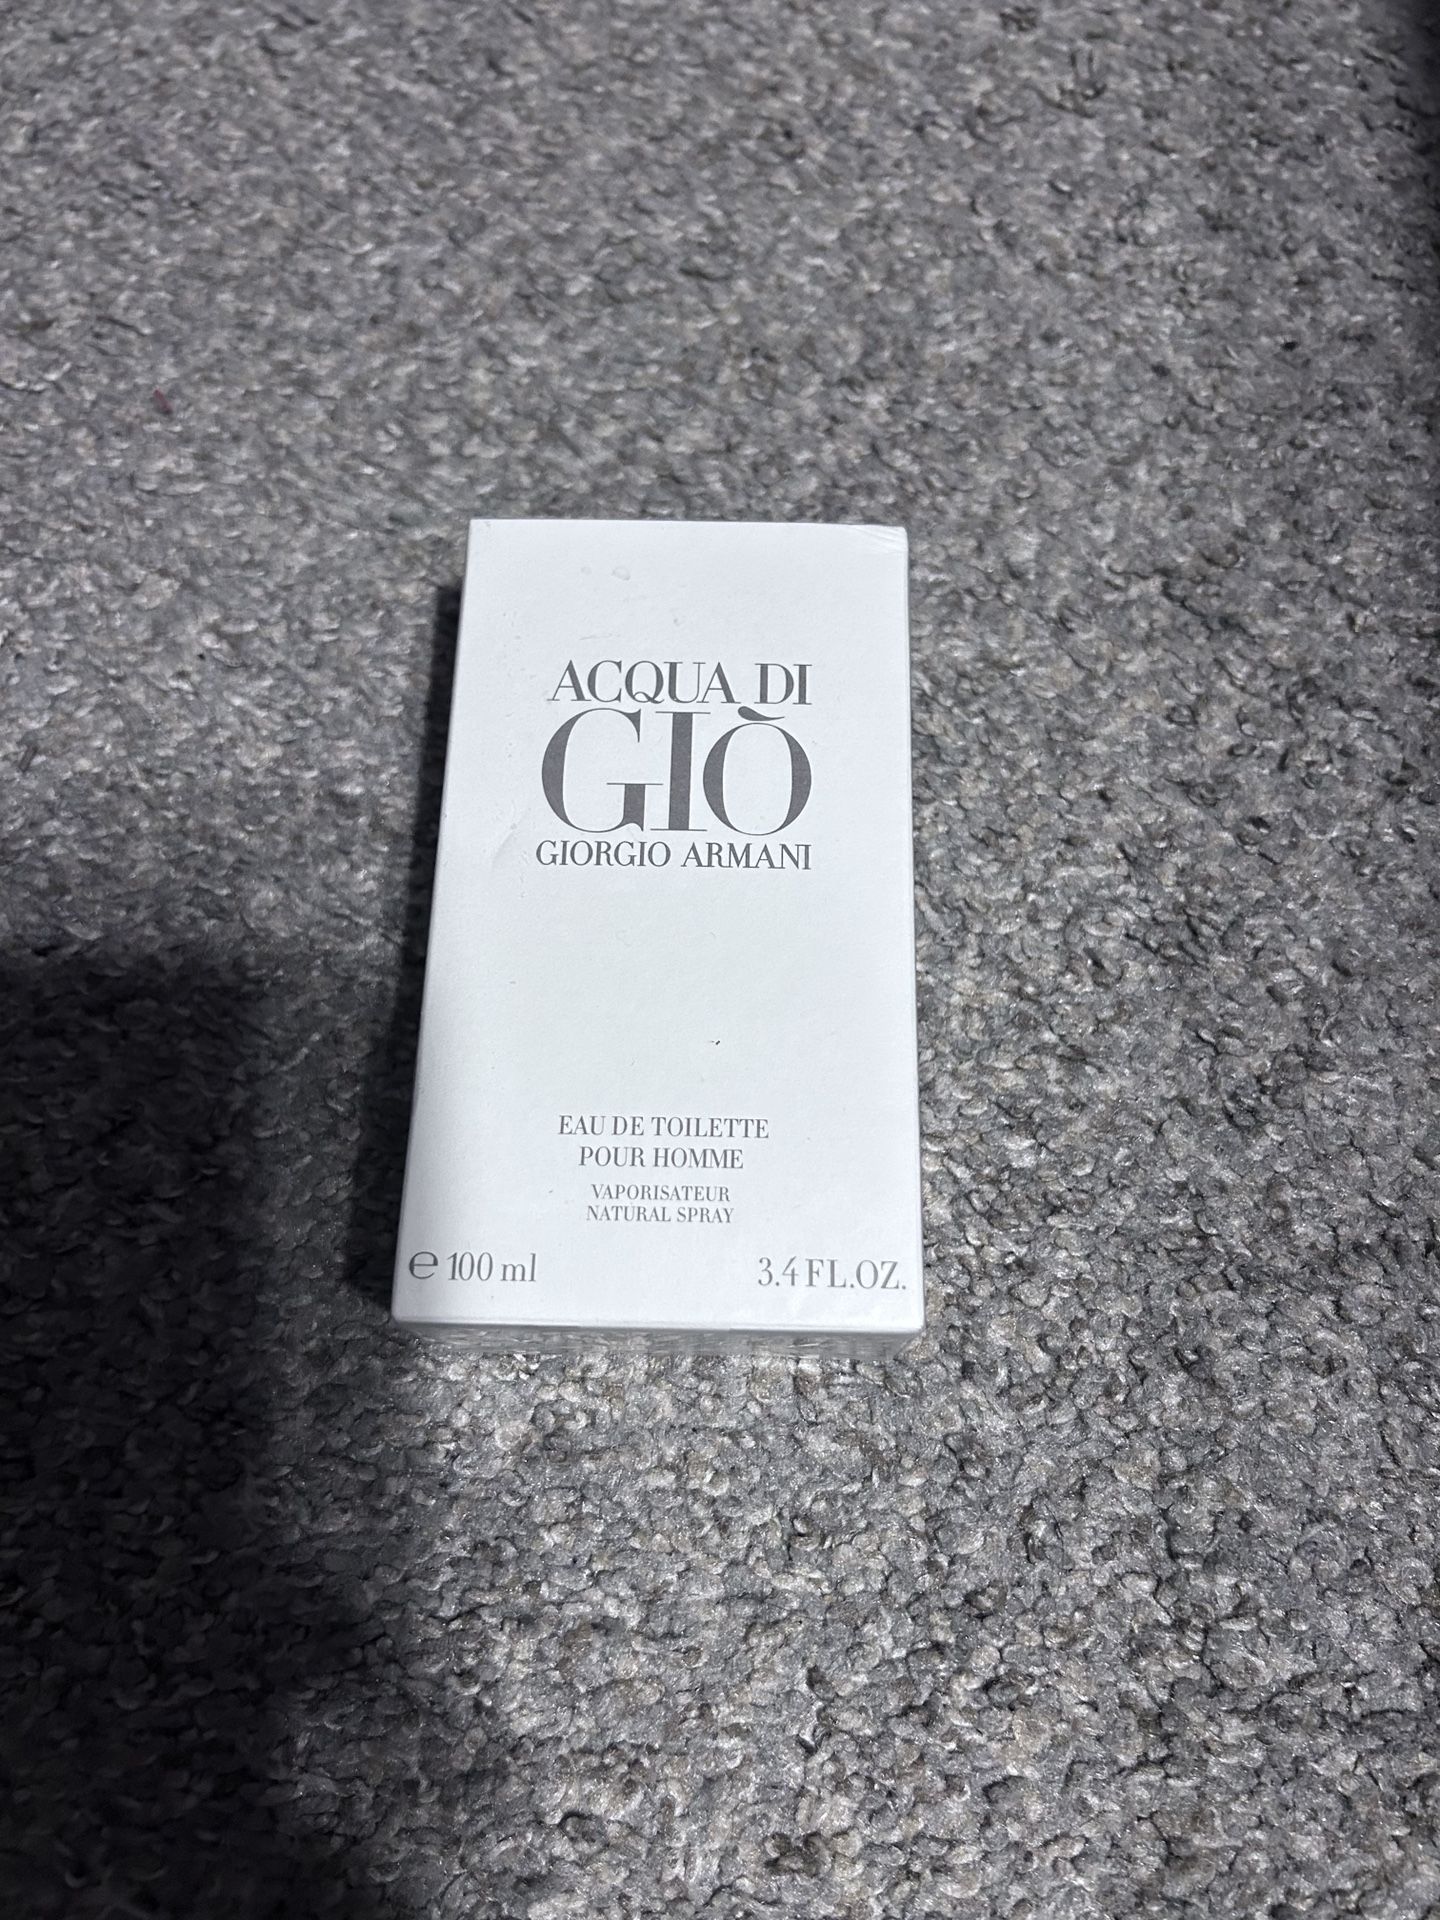 ACQUA DI
GIÒ
GIORGIO ARMANI
EAU DE TOILETTE
POUR HOMME
VAPORISATEUR
NATURAL SPRAY
℮ 100 ml 3.4 FL.OZ.